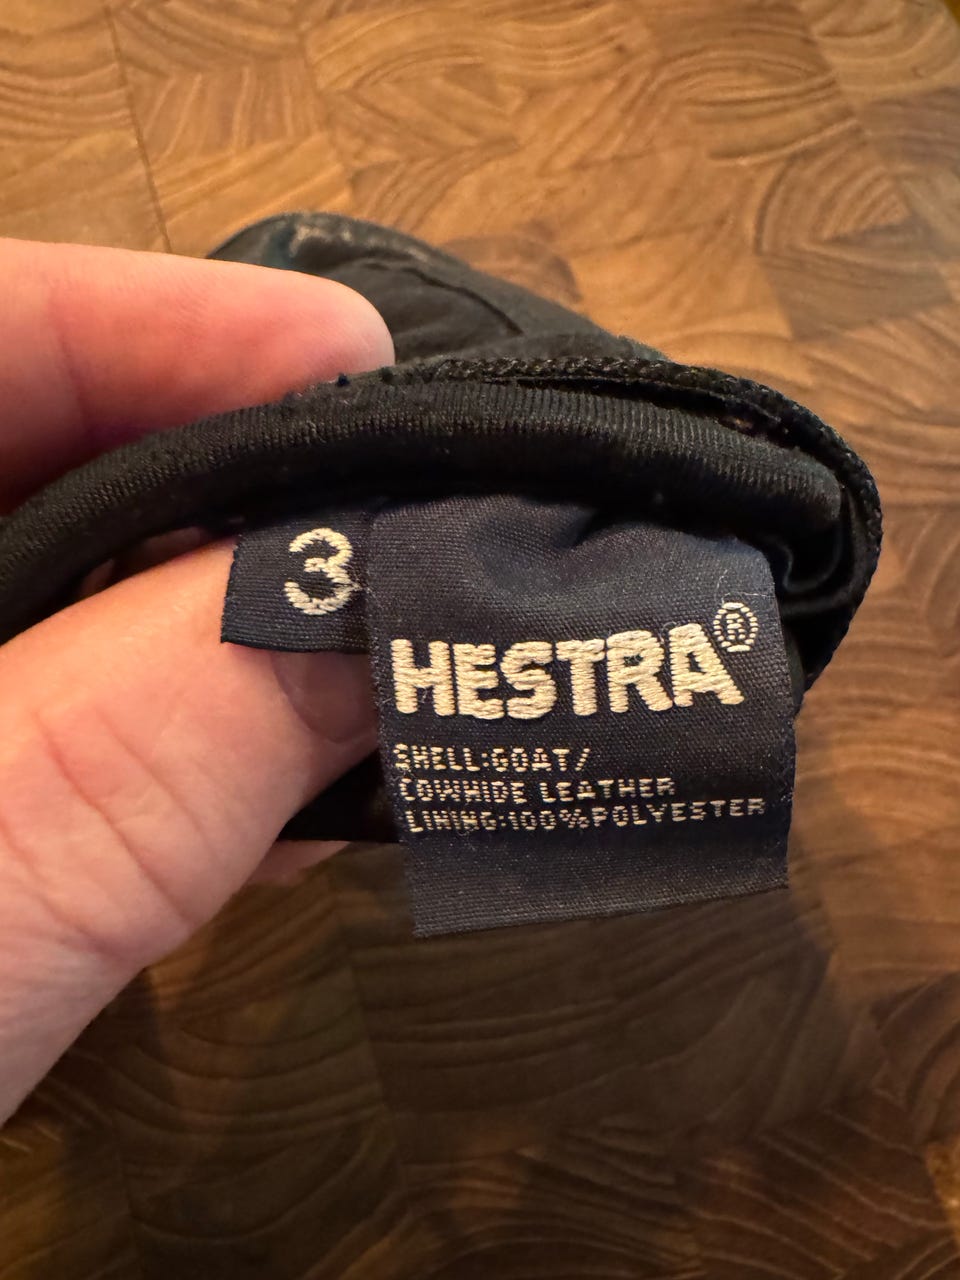 3
HESTRA®
SHELL:GOAT/
COWHIDE LEATHER
LINING:100%POLYESTER